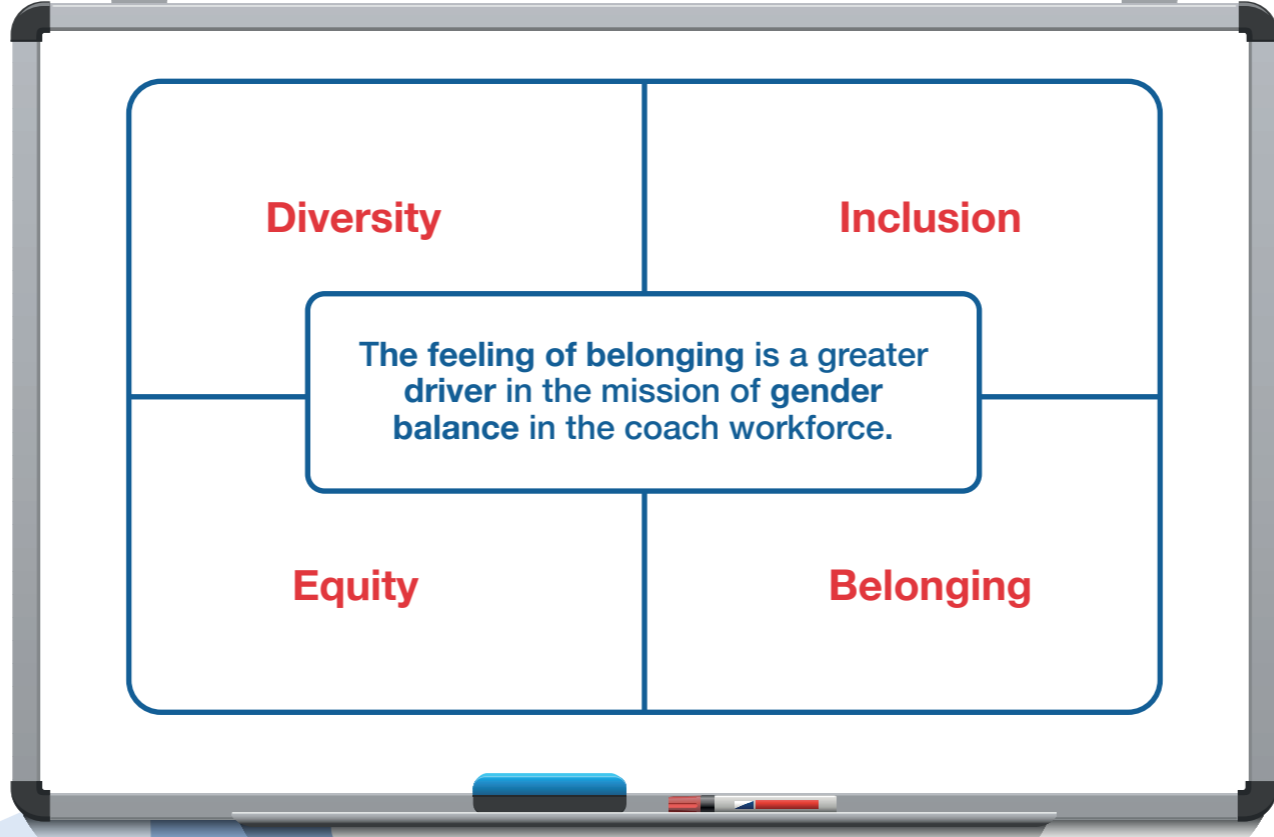 Diversity
Inclusion
The feeling of belonging is a greater
driver in the mission of gender
balance in the coach workforce.
Equity
Belonging